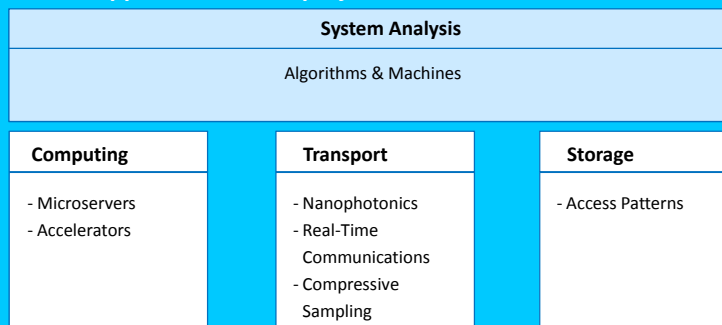 System Analysis
Algorithms & Machines
Computing
- Microservers
- Accelerators
Transport
- Nanophotonics
- Real-Time
Communications
- Compressive
Sampling
Storage
- Access Patterns